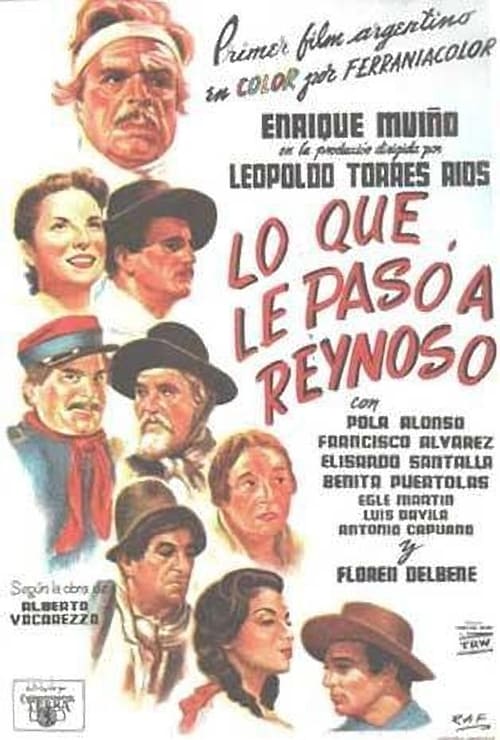 Primer film argentino
en COLOR por FERRANIACOLOR
ENRIQUE MUIÑO
en la producción dirigida por
LEOPOLDO TORRES RIOS
LO QUE
LE PASÓ A
REYNOSO
con
POLA ALONSO
FRANCISCO ALVAREZ
ELISARDO SANTALLA
BENITA PUERTOLAS
EGLE MARTIN
LUIS DAVILA
ANTONIO CAPUANO
Y
FLOREN DELBENE
Según la obra de
ALBERTO
VACAREZZA